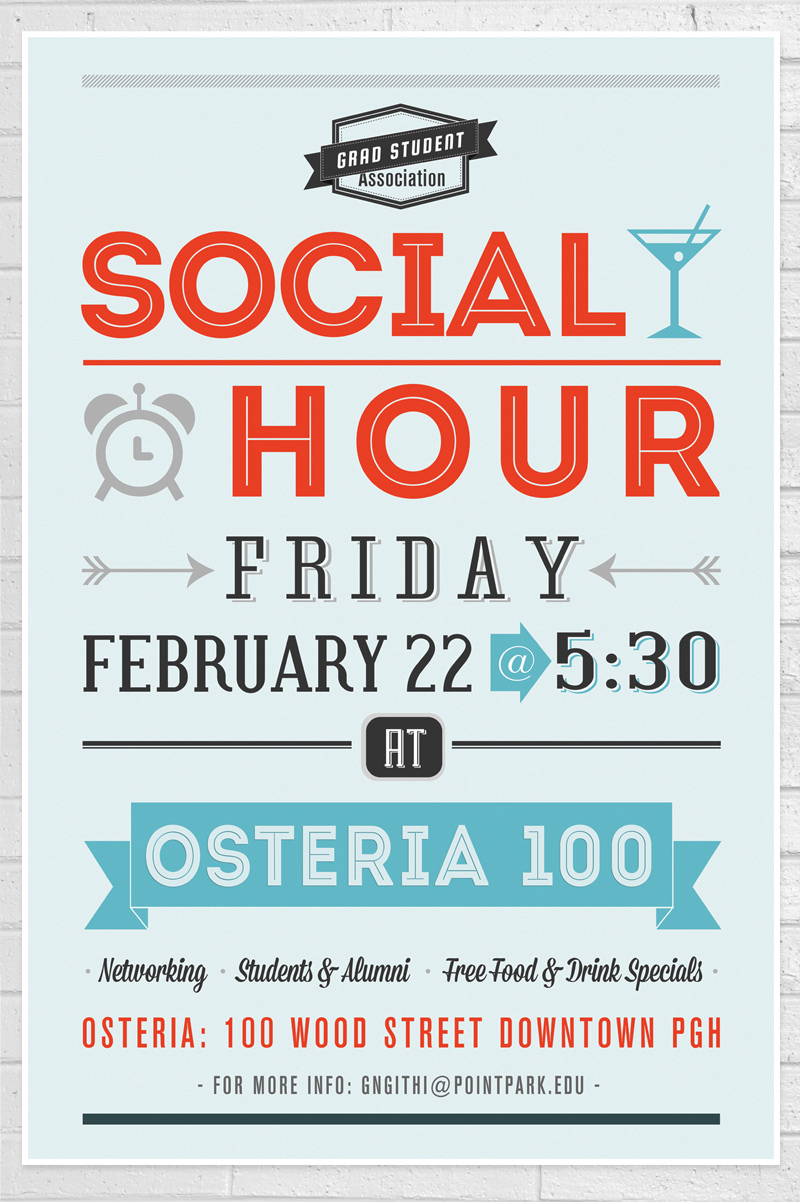 GRAD STUDENT
Association
SOCIAL
HOUR
FRIDAY
FEBRUARY 22 @ 5:30
AT
OSTERIA 100
· Networking · Students & Alumni · Free Food & Drink Specials ·
OSTERIA: 100 WOOD STREET DOWNTOWN PGH
- FOR MORE INFO: GNGITHI@POINTPARK.EDU -